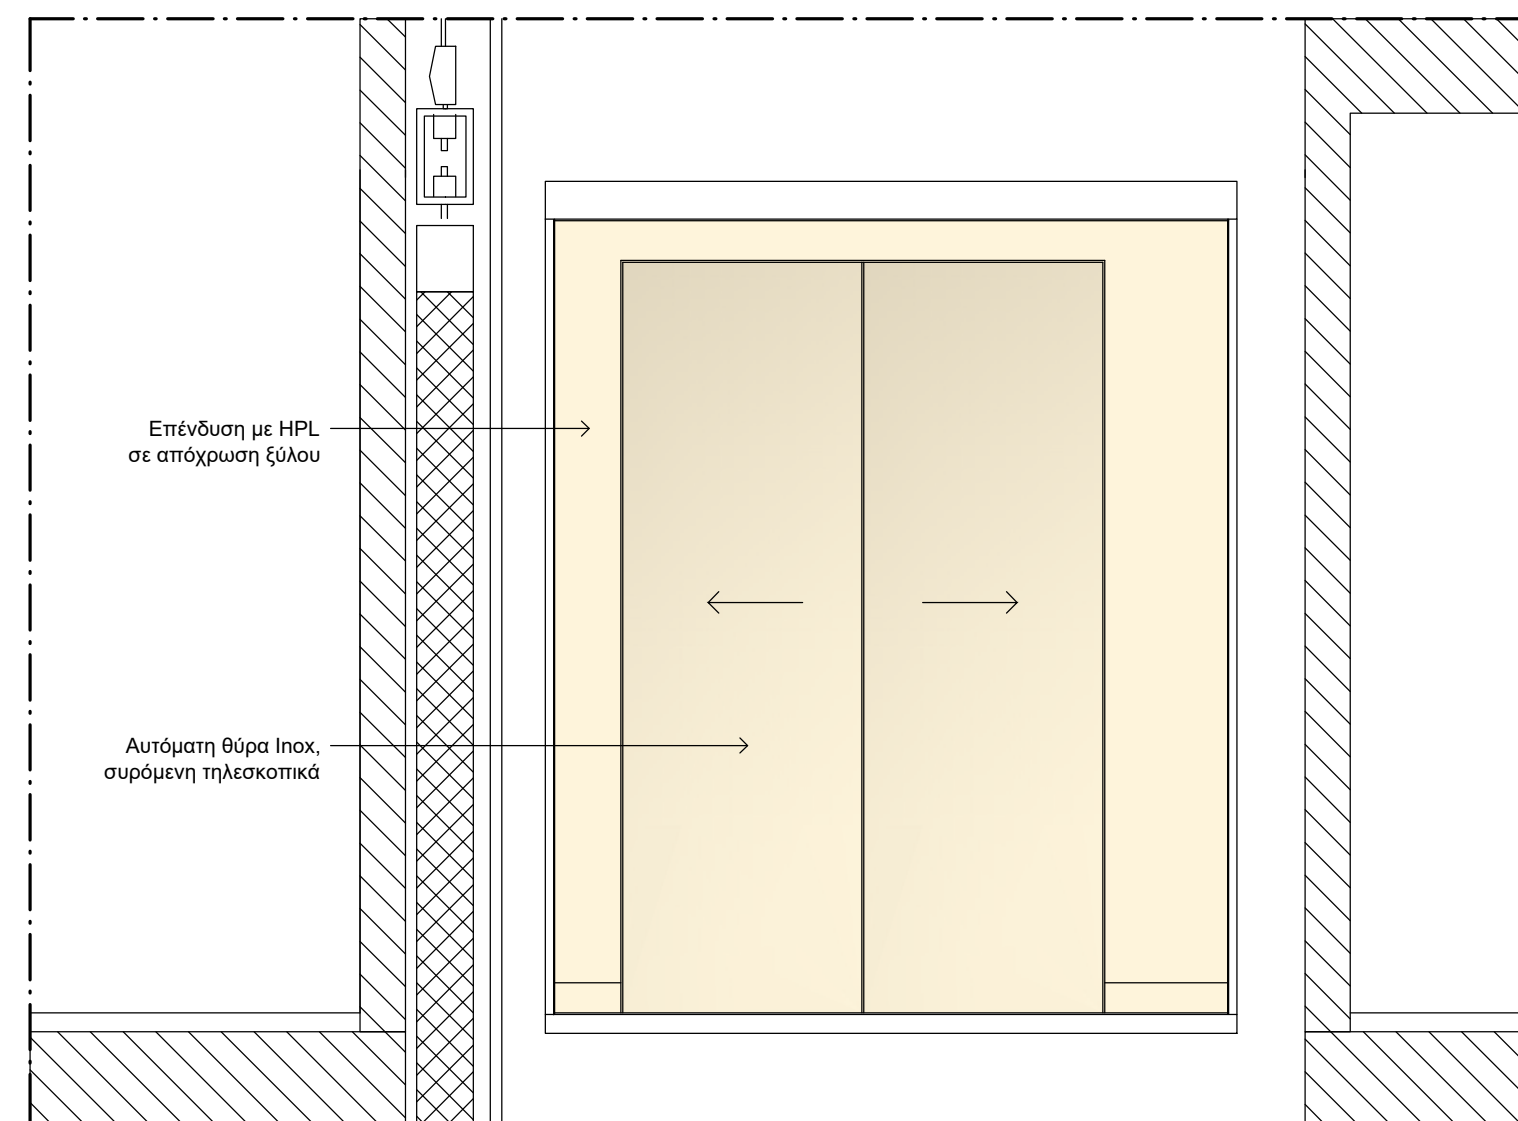 Επένδυση με HPL
σε απόχρωση ξύλου
Αυτόματη θύρα Inox,
συρόμενη τηλεσκοπικά